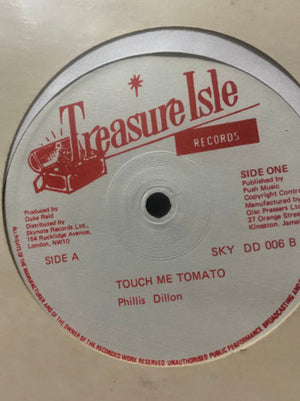 Treasure Isle
RECORDS
Produced by
Duke Raid
Distributed by
Skynote Records Ltd.,
154 Rucklidge Avenue,
London, NW10
SIDE A
SIDE ONE
Published by
Push Music
Copyright Contr
Manufactured by
Disc Pressers Ltd
37 Orange Street
Kingston, Jama
SKY DD 006 B
TOUCH ME TOMATO
Phillis Dillon
ALL RIGHTS OF THE MANUFACTURER AND OF THE OWNER OF THE RECORDED WORK RESERVED UNAUTHORISED PUBLIC PERFORMANCE BROADCASTING AND